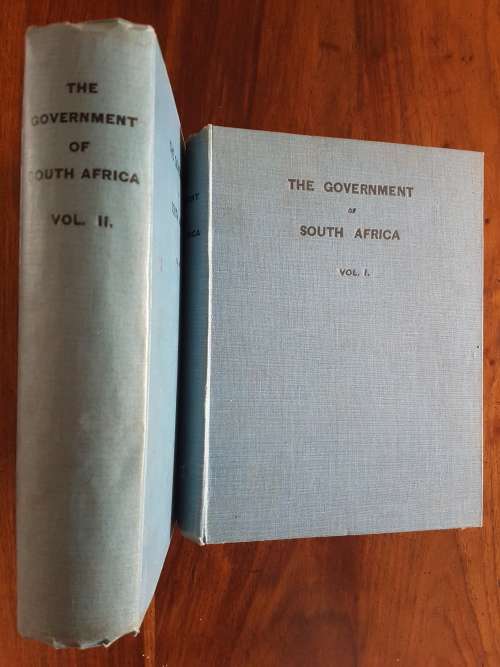 THE
GOVERNMENT
OF
SOUTH AFRICA
VOL. II.
THE GOVERNMENT
OF
SOUTH AFRICA
VOL. I.